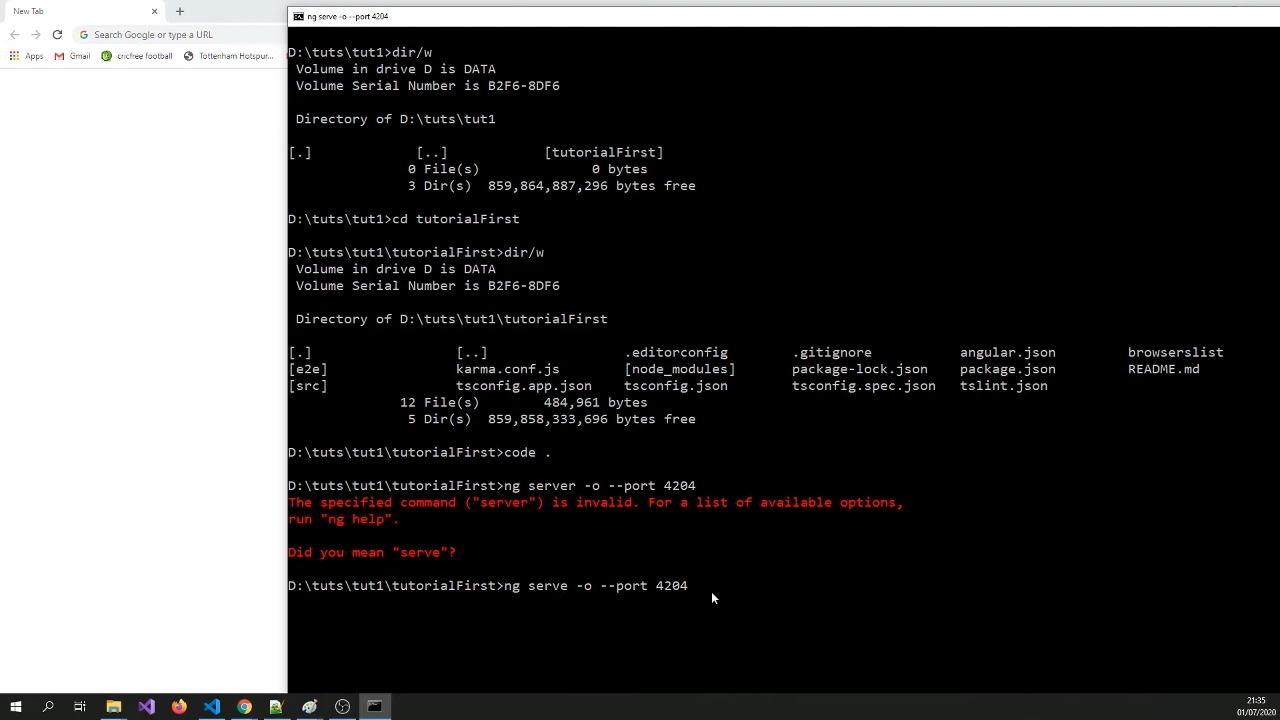 New Tab
ng serve -o --port 4204
Search Google or type a URL
Apps Gmail cricfree football Tottenham Hotspur...
D:\tuts\tut1>dir/w
Volume in drive D is DATA
Volume Serial Number is B2F6-8DF6
Directory of D:\tuts\tut1
[.] [..] [tutorialFirst]
0 File(s) 0 bytes
3 Dir(s) 859,864,887,296 bytes free
D:\tuts\tut1>cd tutorialFirst
D:\tuts\tut1\tutorialFirst>dir/w
Volume in drive D is DATA
Volume Serial Number is B2F6-8DF6
Directory of D:\tuts\tut1\tutorialFirst
[.] [..] .editorconfig .gitignore angular.json browserslist
[e2e] karma.conf.js [node_modules] package-lock.json package.json README.md
[src] tsconfig.app.json tsconfig.json tsconfig.spec.json tslint.json
12 File(s) 484,961 bytes
5 Dir(s) 859,858,333,696 bytes free
D:\tuts\tut1\tutorialFirst>code .
D:\tuts\tut1\tutorialFirst>ng server -o --port 4204
The specified command ("server") is invalid. For a list of available options,
run "ng help".
Did you mean "serve"?
D:\tuts\tut1\tutorialFirst>ng serve -o --port 4204
21:35
01/07/2020